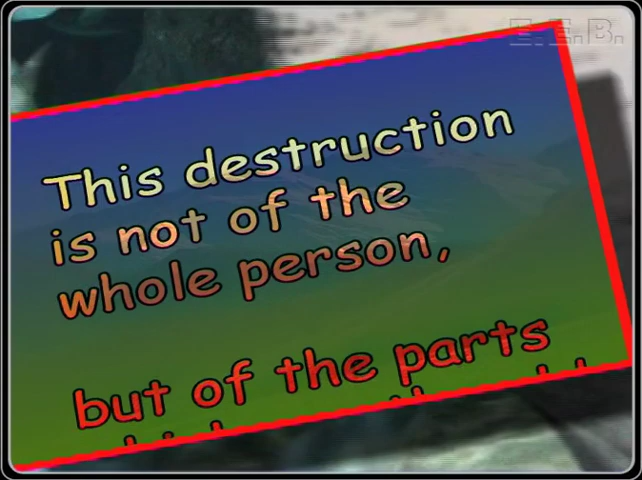 E.E.B.
This destruction
is not of the
whole person,
but of the parts